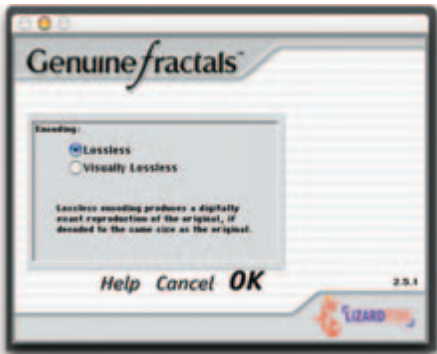 Genuine fractals™
Encoding:
Lossless
Visually Lossless
Lossless encoding produces a digitally
exact reproduction of the original, if
decoded to the same size as the original.
Help Cancel OK
2.5.1
LIZARDTECH